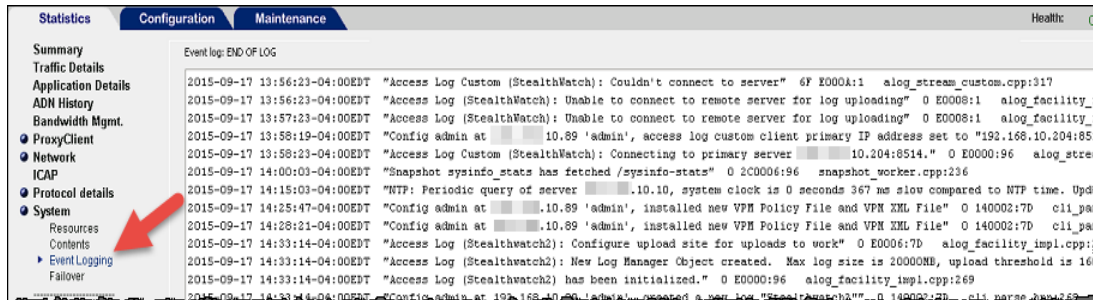 Statistics Configuration Maintenance Health:
Summary
Traffic Details
Application Details
ADN History
Bandwidth Mgmt.
ProxyClient
Network
ICAP
Protocol details
System
Resources
Contents
Event Logging
Failover
Event log: END OF LOG
2015-09-17 13:56:23-04:00EDT "Access Log Custom (StealthWatch): Couldn't connect to server" 6F E000A:1 alog_stream_custom.cpp:317
2015-09-17 13:56:23-04:00EDT "Access Log (StealthWatch): Unable to connect to remote server for log uploading" 0 E0008:1 alog_facility_
2015-09-17 13:57:23-04:00EDT "Access Log (StealthWatch): Unable to connect to remote server for log uploading" 0 E0008:1 alog_facility_
2015-09-17 13:58:19-04:00EDT "Config admin at 10.89 'admin', access log custom client primary IP address set to "192.168.10.204:85
2015-09-17 13:58:23-04:00EDT "Access Log Custom (StealthWatch): Connecting to primary server 10.204:8514." 0 E0000:96 alog_stre
2015-09-17 14:00:03-04:00EDT "Snapshot sysinfo_stats has fetched /sysinfo-stats" 0 2C0006:96 snapshot_worker.cpp:236
2015-09-17 14:15:03-04:00EDT "NTP: Periodic query of server .10.10, system clock is 0 seconds 367 ms slow compared to NTP time. Upd
2015-09-17 14:25:47-04:00EDT "Config admin at .10.89 'admin', installed new VPM Policy File and VPM XML File" 0 140002:7D cli_pa
2015-09-17 14:28:21-04:00EDT "Config admin at .10.89 'admin', installed new VPM Policy File and VPM XML File" 0 140002:7D cli_pa
2015-09-17 14:33:14-04:00EDT "Access Log (Stealthwatch2): Configure upload site for uploads to work" 0 E0006:7D alog_facility_impl.cpp:
2015-09-17 14:33:14-04:00EDT "Access Log (Stealthwatch2): New Log Manager Object created. Max log size is 20000MB, upload threshold is 16
2015-09-17 14:33:14-04:00EDT "Access Log (Stealthwatch2) has been initialized." 0 E0000:96 alog_facility_impl.cpp:269